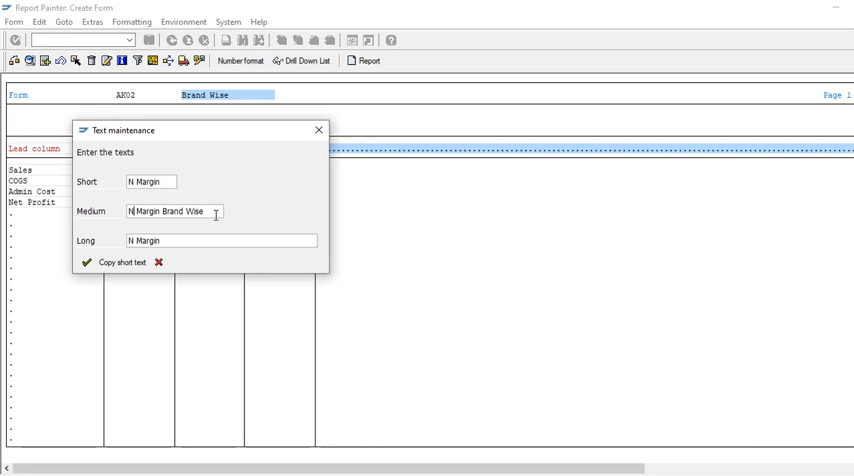 Report Painter: Create Form
Form Edit Goto Extras Formatting Environment System Help
Number format Drill Down List Report
Form AK02 Brand Wise Page 1
Text maintenance
Enter the texts
Lead column
Short N Margin
Sales
COGS
Admin Cost
Net Profit
Medium N Margin Brand Wise
Long N Margin
Copy short text